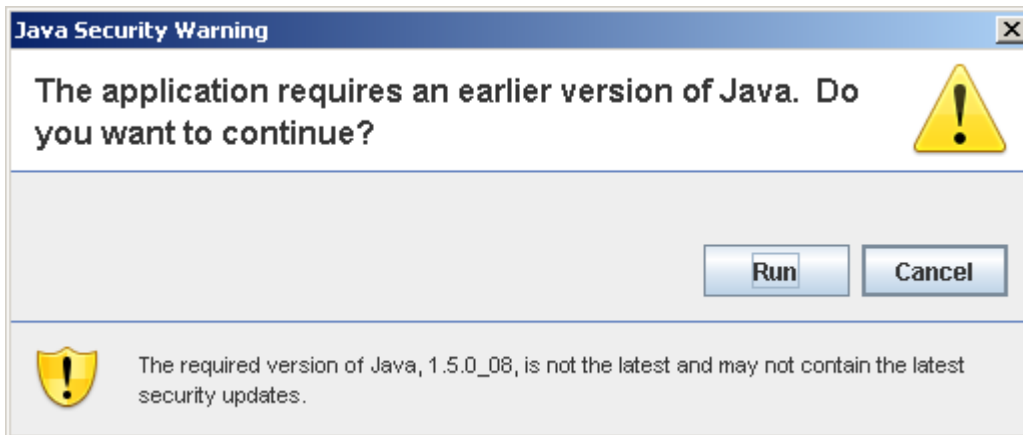 Java Security Warning
The application requires an earlier version of Java. Do
you want to continue?
Run
Cancel
The required version of Java, 1.5.0_08, is not the latest and may not contain the latest
security updates.